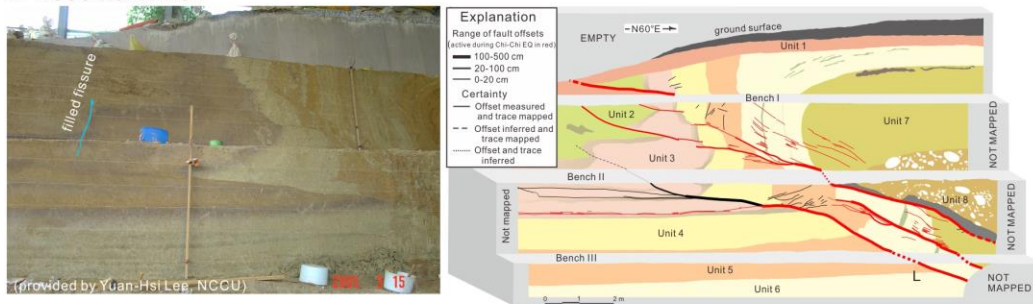 filled fissure
(provided by Yuan-Hsi Lee, NCCU)
15
Explanation
Range of fault offsets
(active during Chi-Chi EQ in red)
100-500 cm
20-100 cm
0-20 cm
Certainty
Offset measured
and trace mapped
Offset inferred and
trace mapped
Offset and trace
inferred
EMPTY
N60°E
ground surface
Unit 1
Bench I
Unit 2
Unit 7
NOT MAPPED
Unit 3
Bench II
Not mapped
Unit 8
NOT MAPPED
Unit 4
Bench III
Unit 5
L
NOT
MAPPED
Unit 6
0 1 2 m